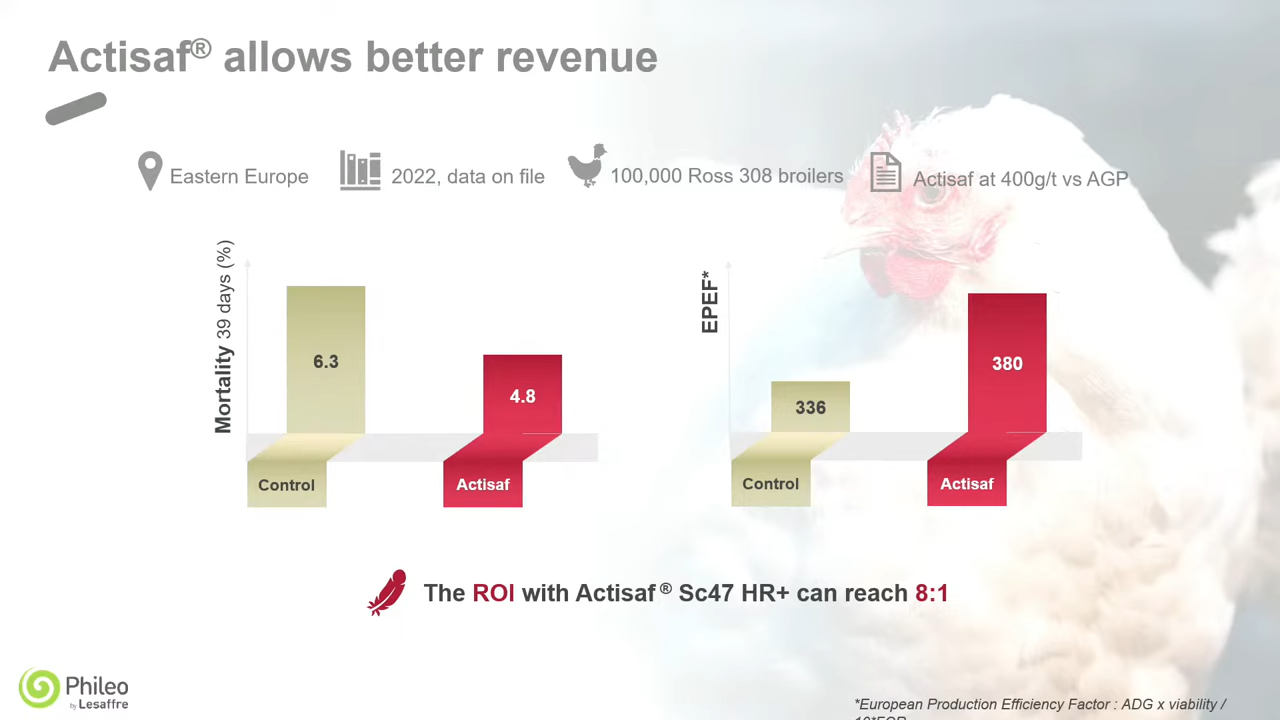 Actisaf® allows better revenue
Eastern Europe
2022, data on file
100,000 Ross 308 broilers
Actisaf at 400g/t vs AGP
Mortality 39 days (%)
6.3
4.8
Control
Actisaf
EPEF*
336
380
Control
Actisaf
The ROI with Actisaf® Sc47 HR+ can reach 8:1
Phileo
by Lesaffre
*European Production Efficiency Factor : ADG x viability /